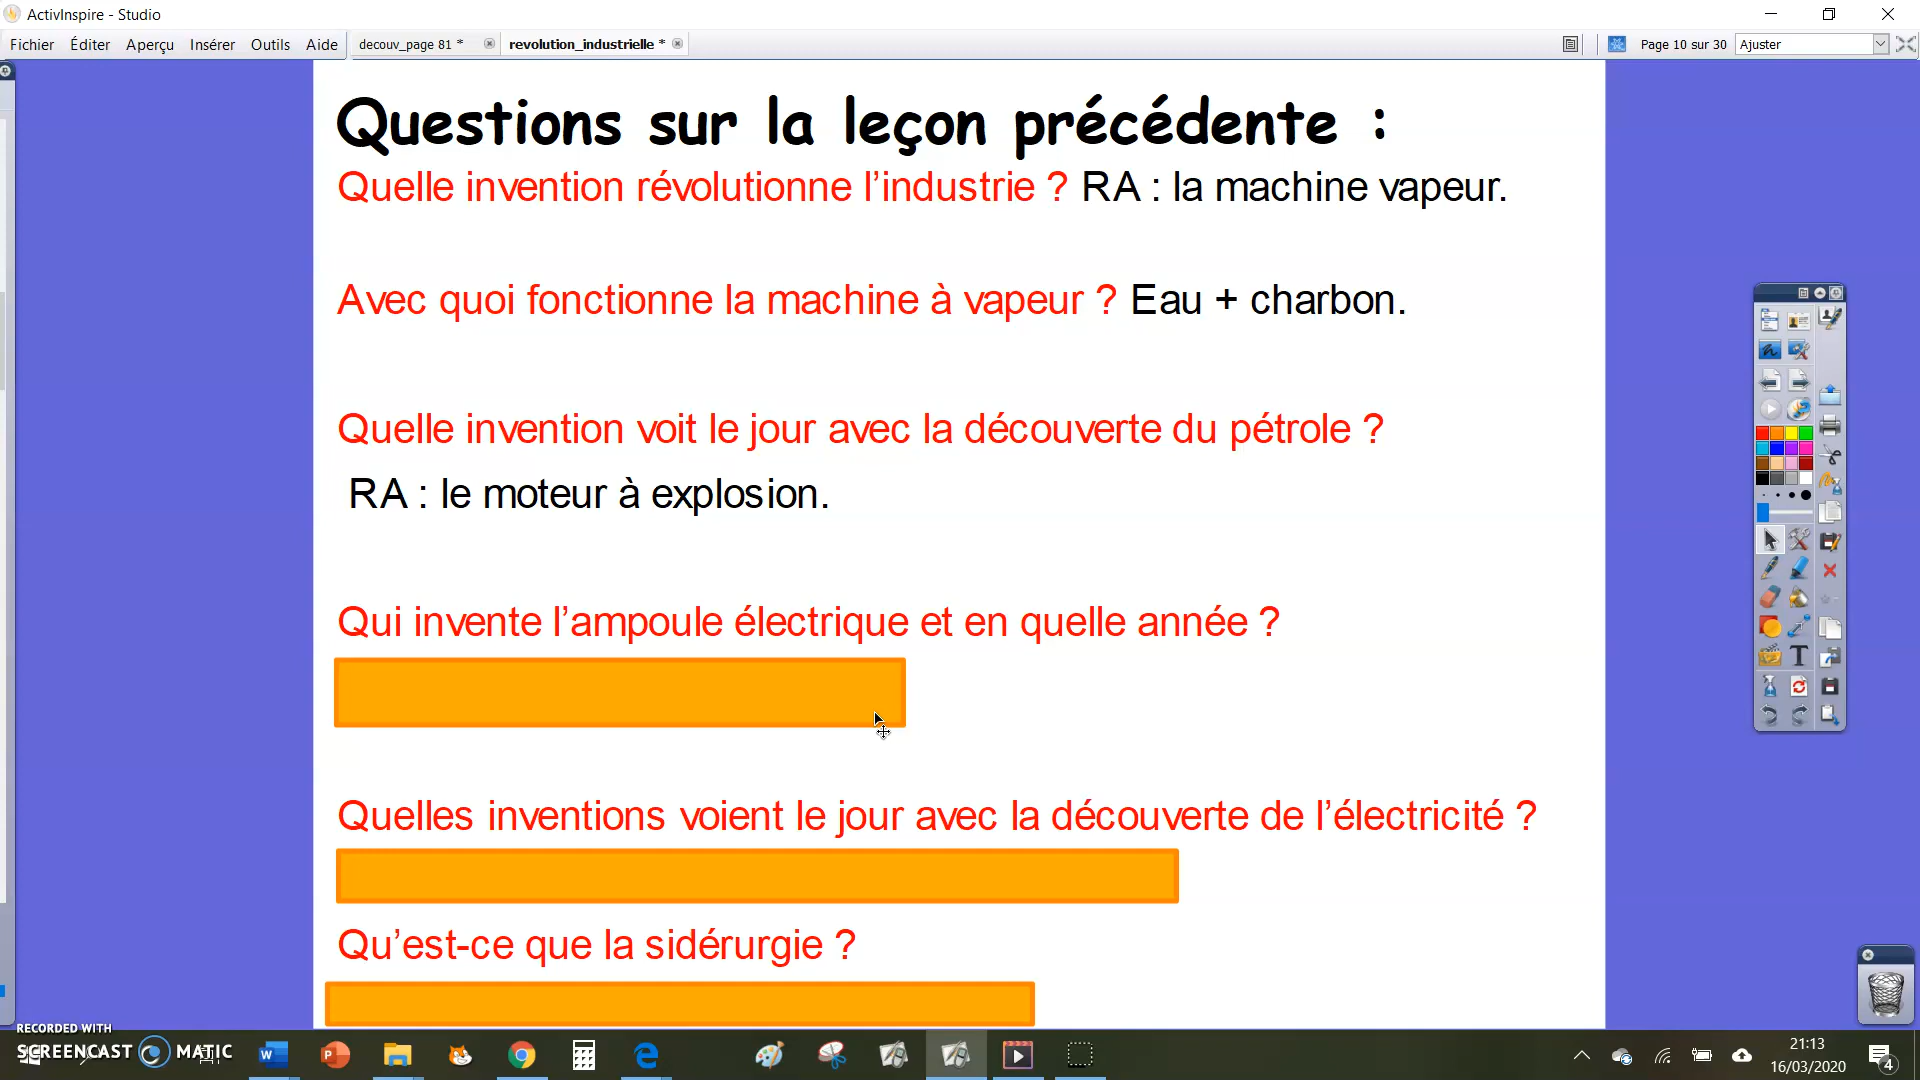 ActivInspire - Studio
Fichier Éditer Aperçu Insérer Outils Aide decouv_page 81 * revolution_industrielle * Page 10 sur 30 Ajuster
Questions sur la leçon précédente :
Quelle invention révolutionne l’industrie ? RA : la machine vapeur.
Avec quoi fonctionne la machine à vapeur ? Eau + charbon.
Quelle invention voit le jour avec la découverte du pétrole ?
RA : le moteur à explosion.
Qui invente l’ampoule électrique et en quelle année ?
Quelles inventions voient le jour avec la découverte de l’électricité ?
Qu’est-ce que la sidérurgie ?
RECORDED WITH
SCREENCAST MATIC
21:13
16/03/2020
4